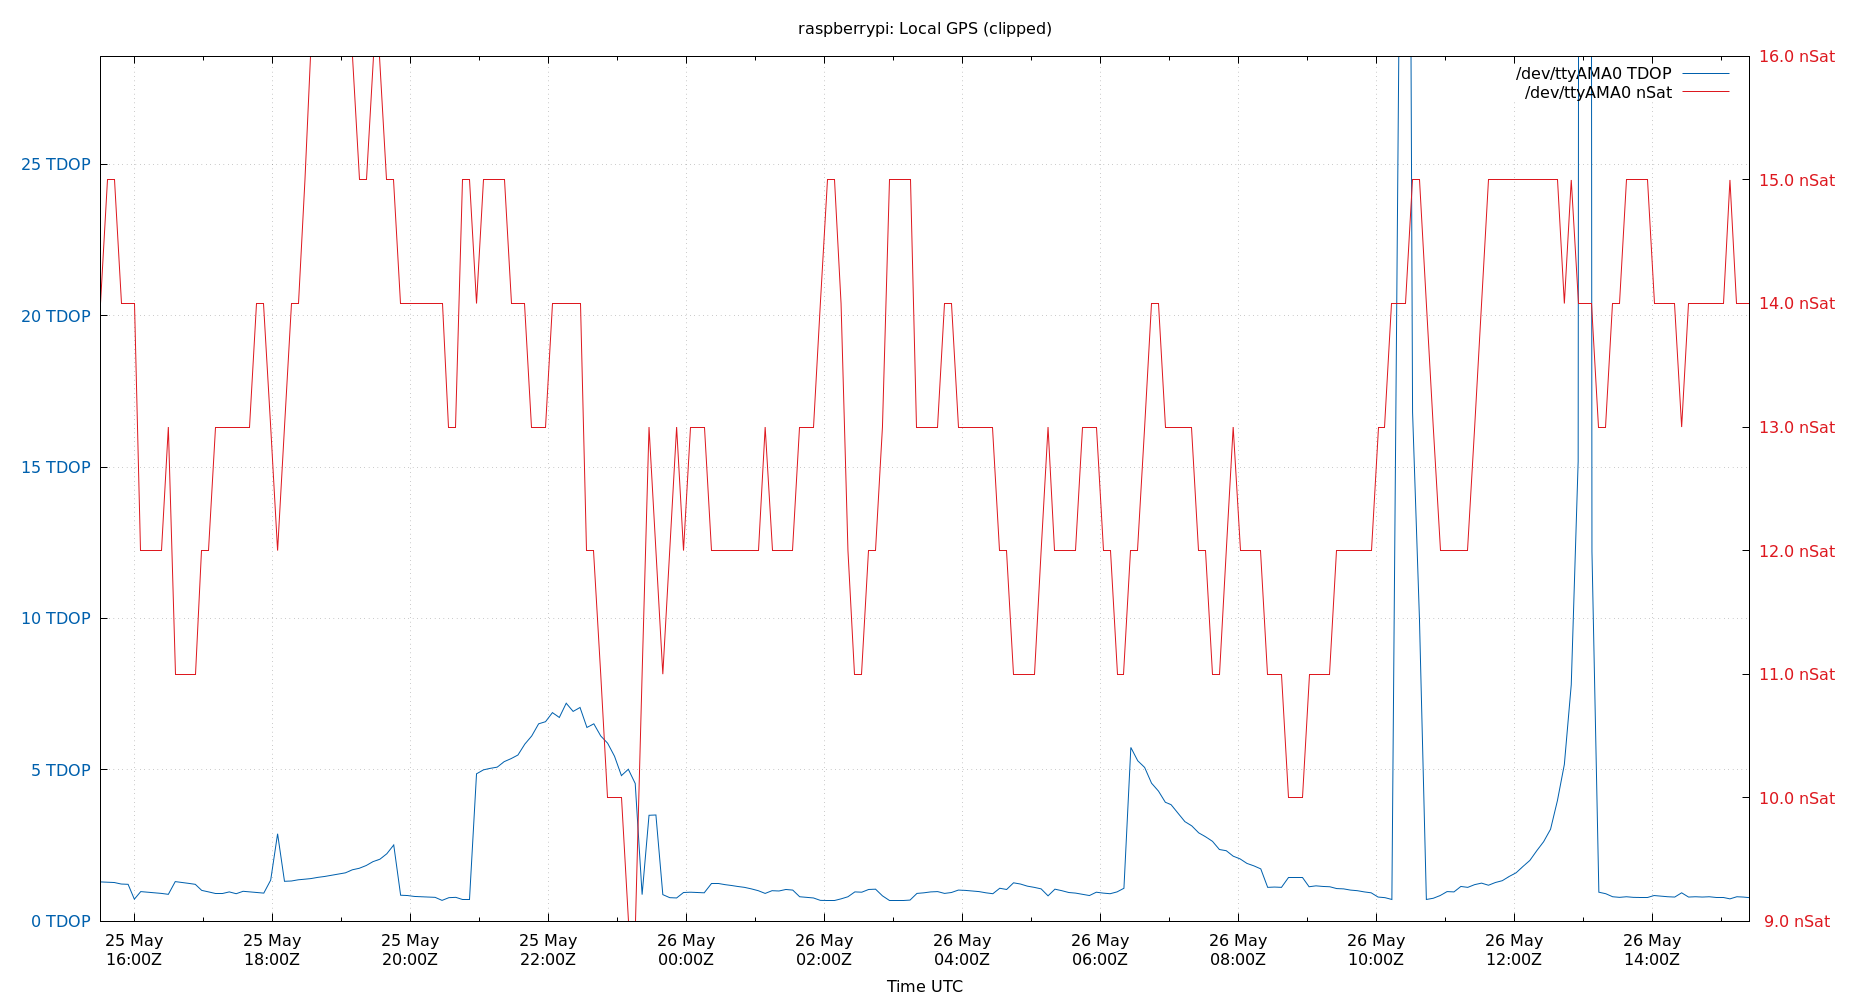 raspberrypi: Local GPS (clipped)
/dev/ttyAMA0 TDOP
/dev/ttyAMA0 nSat
25 TDOP
20 TDOP
15 TDOP
10 TDOP
5 TDOP
0 TDOP
16.0 nSat
15.0 nSat
14.0 nSat
13.0 nSat
12.0 nSat
11.0 nSat
10.0 nSat
9.0 nSat
25 May 25 May 25 May 25 May 26 May 26 May 26 May 26 May 26 May 26 May 26 May 26 May
16:00Z 18:00Z 20:00Z 22:00Z 00:00Z 02:00Z 04:00Z 06:00Z 08:00Z 10:00Z 12:00Z 14:00Z
Time UTC